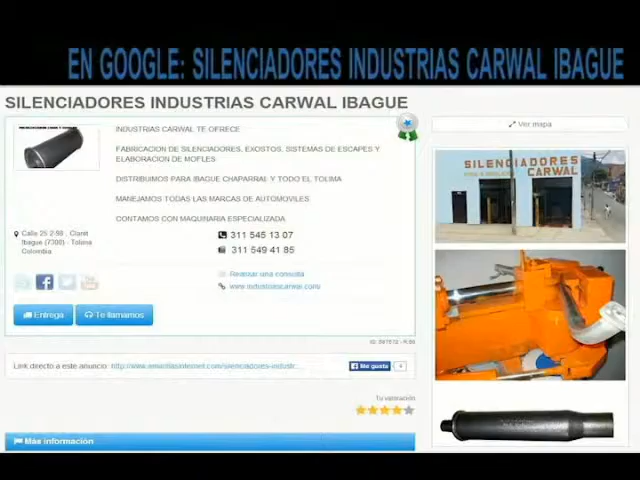 EN GOOGLE: SILENCIADORES INDUSTRIAS CARWAL IBAGUE
SILENCIADORES INDUSTRIAS CARWAL IBAGUE
INDUSTRIAS CARWAL TE OFRECE
FABRICACION DE SILENCIADORES, EXOSTOS, SISTEMAS DE ESCAPES Y
ELABORACION DE MOFLES
DISTRIBUIMOS PARA IBAGUE CHAPARRAL Y TODO EL TOLIMA
MANEJAMOS TODAS LAS MARCAS DE AUTOMOVILES
CONTAMOS CON MAQUINARIA ESPECIALIZADA
Calle 25 2-98 , Clarit
Ibague (7300) - Tolima
Colombia
311 545 13 07
311 549 41 85
Realizar una consulta
www.industriascarwal.com/
Entrega
Te llamamos
Link directo a este anuncio:
Me gusta
4
Tu valoración
Más información
Ver mapa
SILENCIADORES
CARWAL